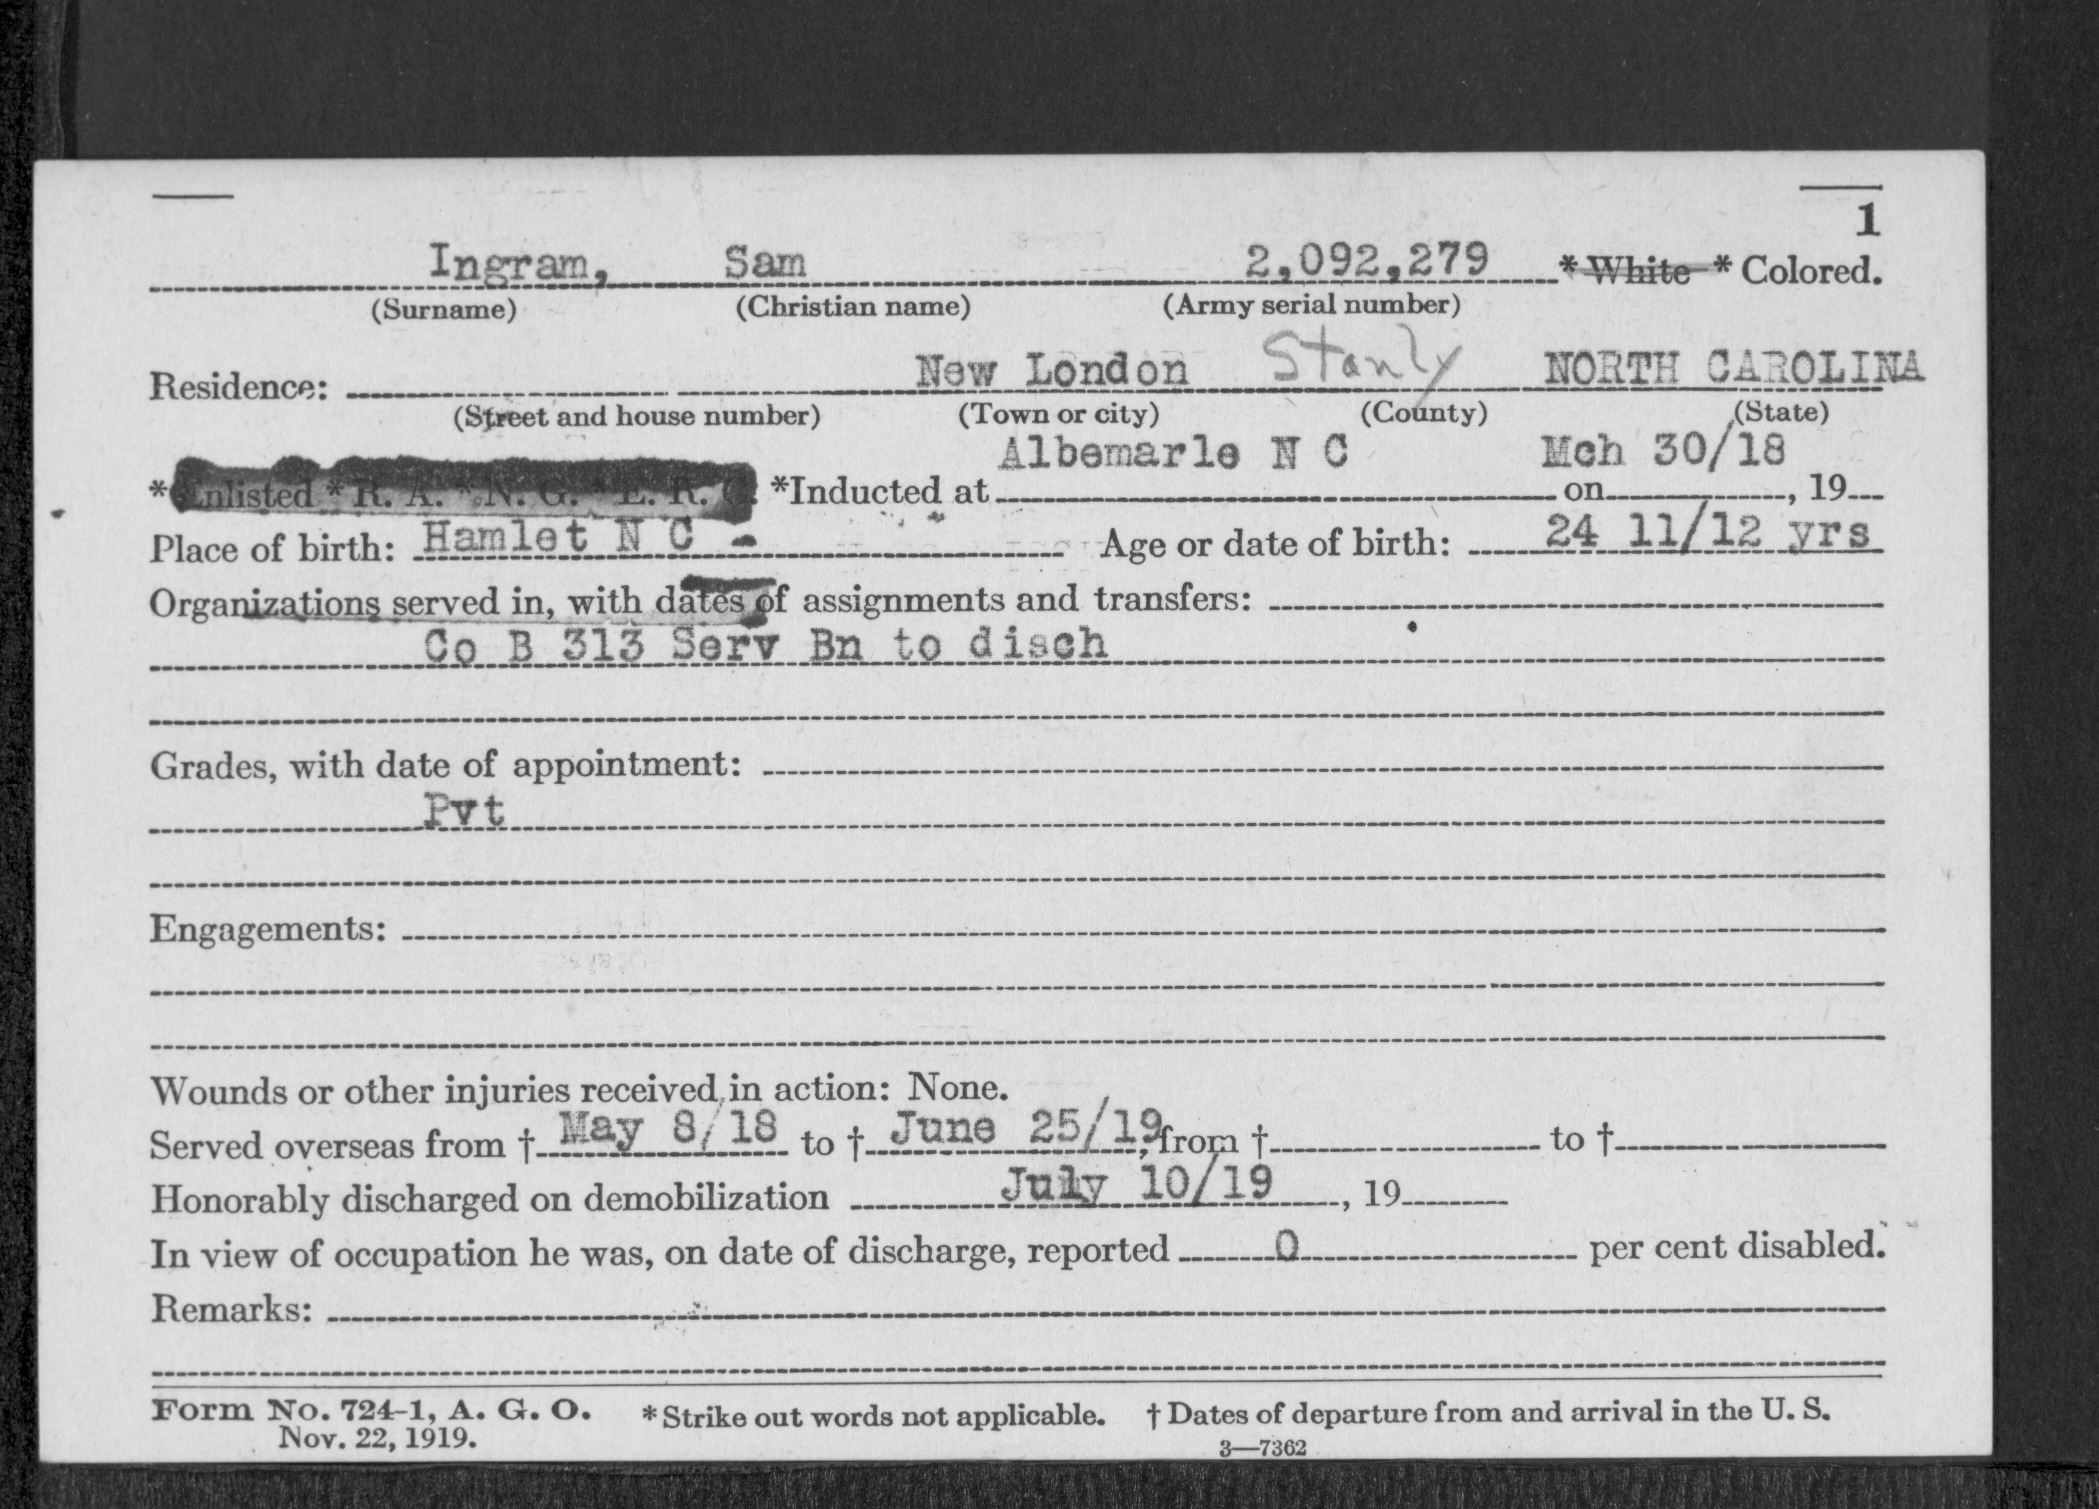 1
Ingram, Sam 2,092,279 * White * Colored.
(Surname) (Christian name) (Army serial number)
Residence: New London Stanly NORTH CAROLINA
(Street and house number) (Town or city) (County) (State)
Albemarle N C Mch 30/18
*Enlisted * R. A. * N. G. * E. R. C. *Inducted at on , 19
Place of birth: Hamlet N C - Age or date of birth: 24 11/12 yrs
Organizations served in, with dates of assignments and transfers:
Co B 313 Serv Bn to disch
Grades, with date of appointment:
Pvt
Engagements:
Wounds or other injuries received in action: None.
Served overseas from † May 8/18 to † June 25/19, from † to †
Honorably discharged on demobilization July 10/19, 19
In view of occupation he was, on date of discharge, reported 0 per cent disabled.
Remarks:
Form No. 724-1, A. G. O. * Strike out words not applicable. † Dates of departure from and arrival in the U. S.
Nov. 22, 1919. 3—7362